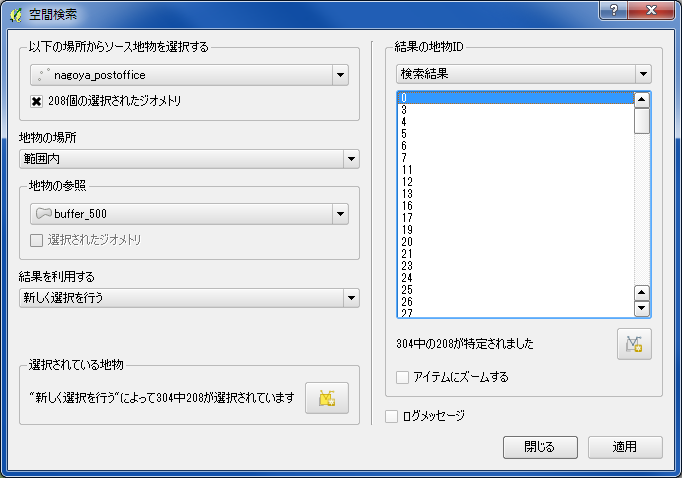 空間検索
以下の場所からソース地物を選択する
nagoya_postoffice
208個の選択されたジオメトリ
地物の場所
範囲内
地物の参照
buffer_500
選択されたジオメトリ
結果を利用する
新しく選択を行う
選択されている地物
"新しく選択を行う"によって304中208が選択されています
結果の地物ID
検索結果
0
3
4
5
6
7
11
12
13
16
17
19
20
21
23
24
25
26
27
304中の208が特定されました
アイテムにズームする
ログメッセージ
閉じる
適用